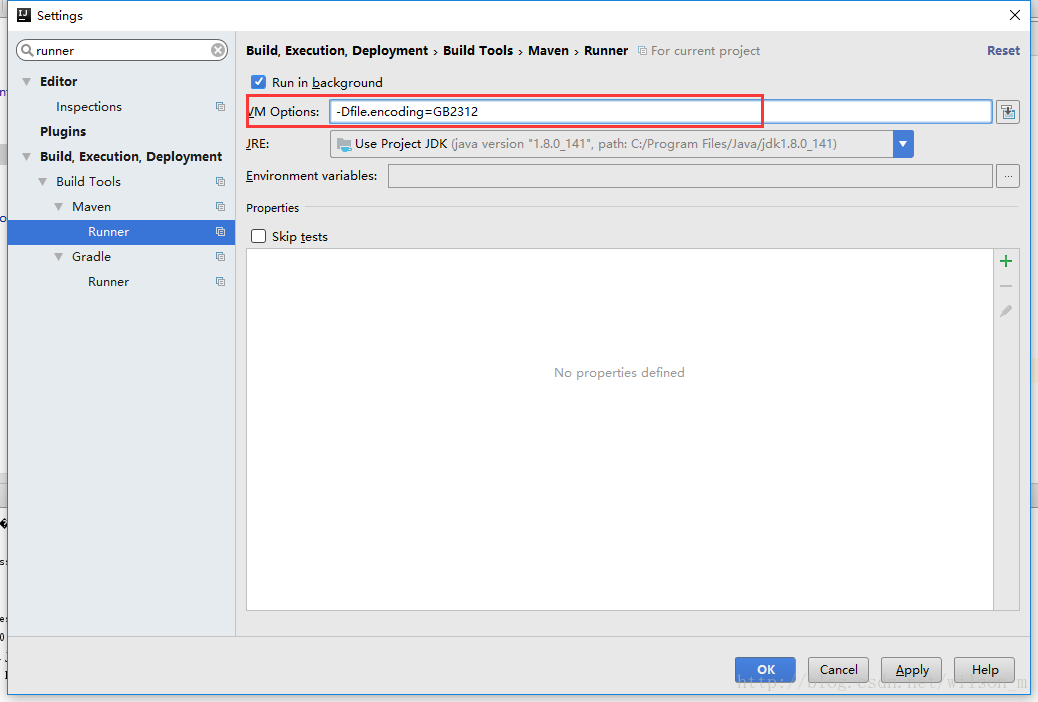 Settings
runner
Build, Execution, Deployment › Build Tools › Maven › Runner For current project Reset
Editor
Inspections
Plugins
Build, Execution, Deployment
Build Tools
Maven
Runner
Gradle
Runner
Run in background
VM Options: -Dfile.encoding=GB2312
JRE: Use Project JDK (java version "1.8.0_141", path: C:/Program Files/Java/jdk1.8.0_141)
Environment variables: ...
Properties
Skip tests
No properties defined
OK Cancel Apply Help
http://blog.csdn.net/wilson_m